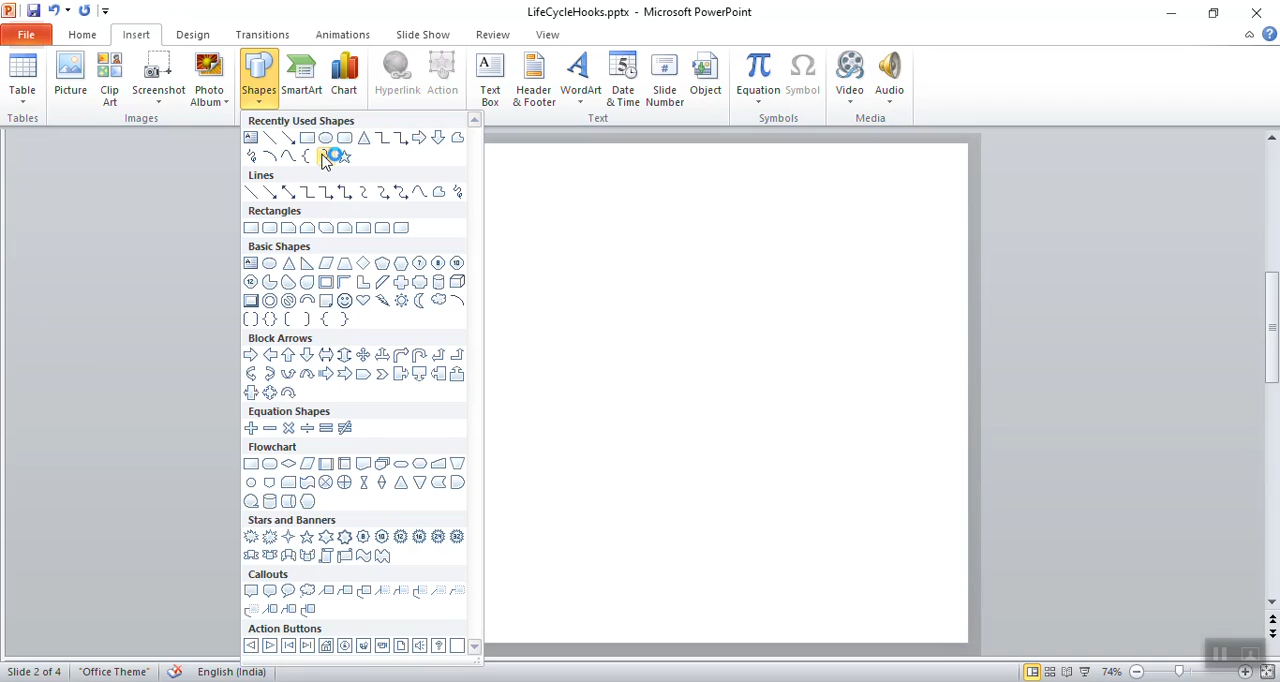 LifeCycleHooks.pptx - Microsoft PowerPoint
File Home Insert Design Transitions Animations Slide Show Review View
Table Picture Clip Art Screenshot Photo Album Shapes SmartArt Chart Hyperlink Action Text Box Header & Footer WordArt Date & Time Slide Number Object Equation Symbol Video Audio
Tables Images Text Symbols Media
Recently Used Shapes
Lines
Rectangles
Basic Shapes
Block Arrows
Equation Shapes
Flowchart
Stars and Banners
Callouts
Action Buttons
Slide 2 of 4 "Office Theme" English (India) 74%